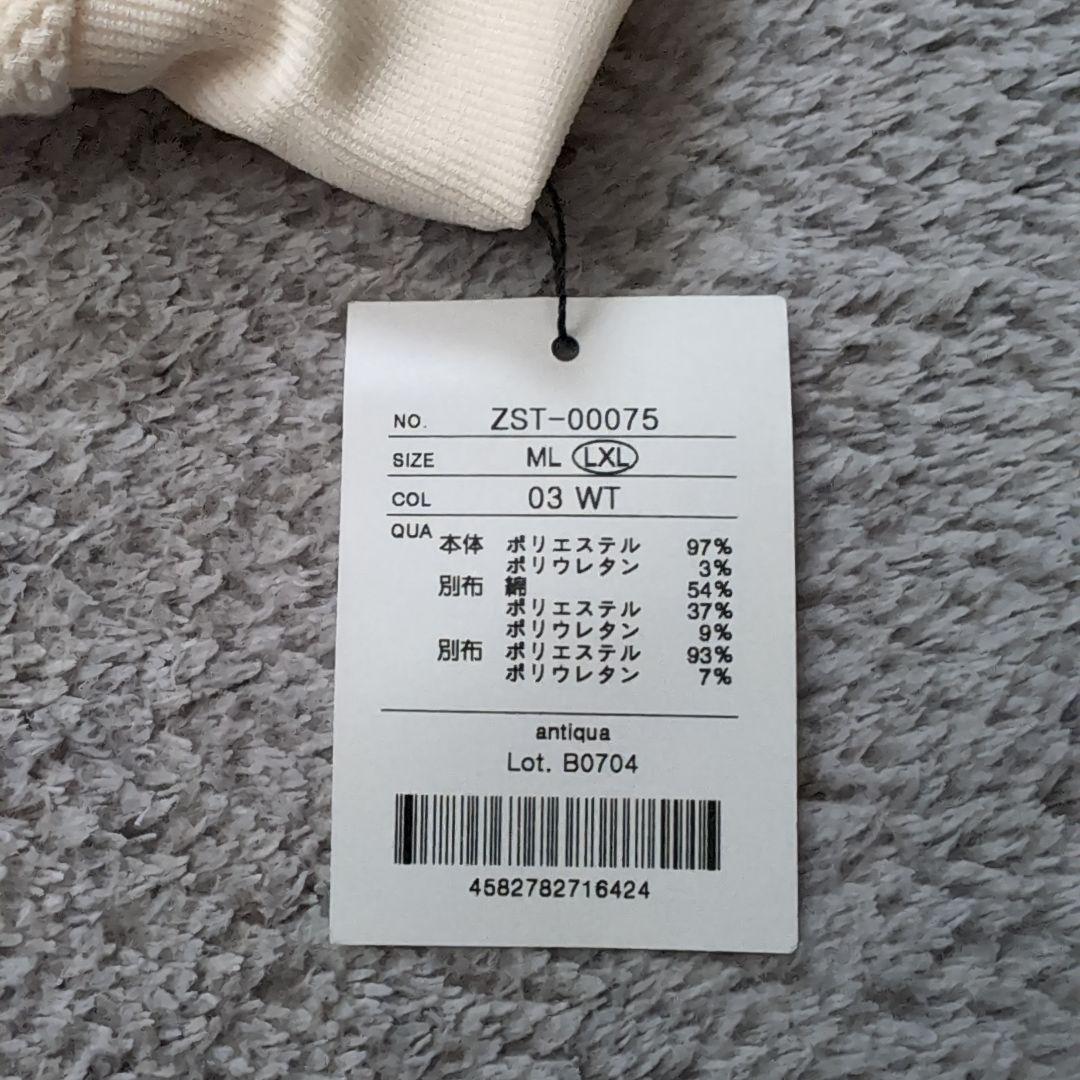 NO. ZST-00075
SIZE ML LXL
COL 03 WT
QUA 本体 ポリエステル 97%
ポリウレタン 3%
別布 綿 54%
ポリエステル 37%
ポリウレタン 9%
別布 ポリエステル 93%
ポリウレタン 7%
antiqua
Lot. B0704
4582782716424